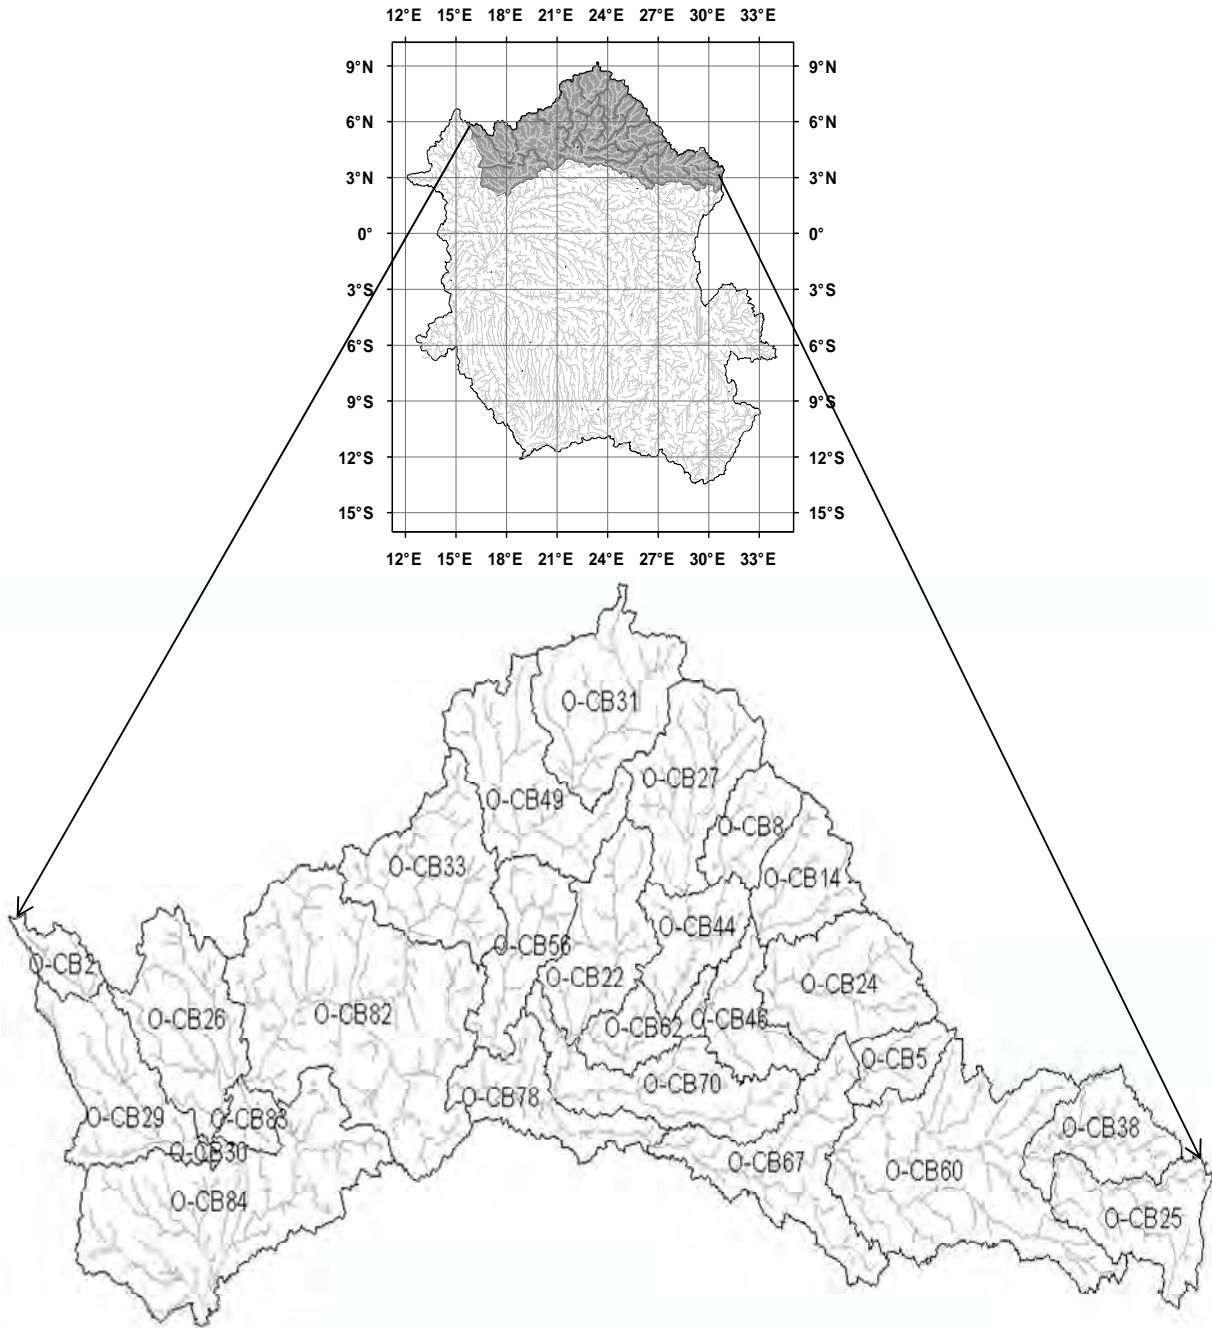 12°E 15°E 18°E 21°E 24°E 27°E 30°E 33°E
9°N 9°N
6°N 6°N
3°N 3°N
0° 0°
3°S 3°S
6°S 6°S
9°S 9°S
12°S 12°S
15°S 15°S
12°E 15°E 18°E 21°E 24°E 27°E 30°E 33°E
O-CB31
O-CB27
O-CB49
O-CB8
O-CB33
O-CB14
O-CB44
O-CB56
O-CB2
O-CB22
O-CB24
O-CB82
O-CB26
O-CB62
O-CB46
O-CB5
O-CB70
O-CB78
O-CB29
O-CB83
O-CB38
O-CB30
O-CB67
O-CB60
O-CB84
O-CB25